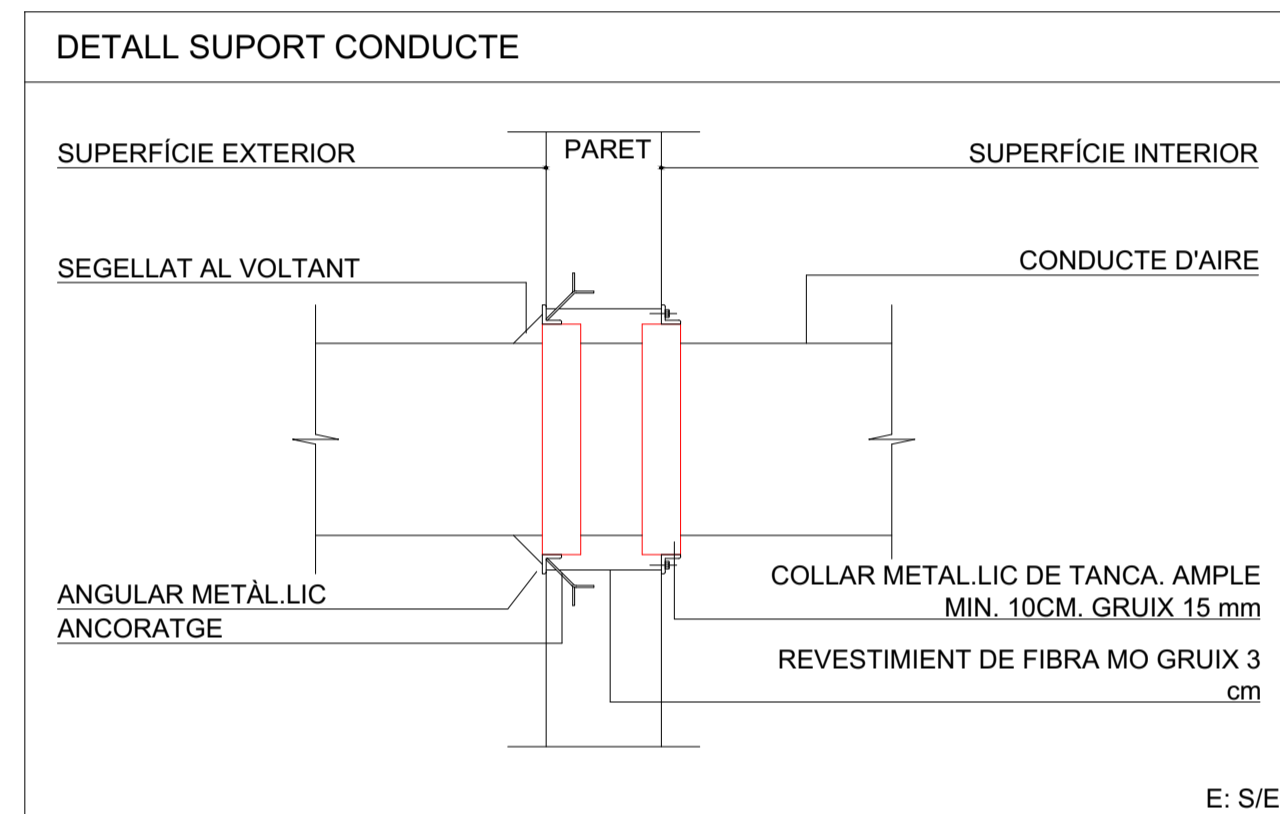 DETALL SUPORT CONDUCTE
PARET
SUPERFÍCIE EXTERIOR
SUPERFÍCIE INTERIOR
SEGELLAT AL VOLTANT
CONDUCTE D'AIRE
ANGULAR METÀL.LIC
ANCORATGE
COLLAR METAL.LIC DE TANCA. AMPLE
MIN. 10CM. GRUIX 15 mm
REVESTIMIENT DE FIBRA MO GRUIX 3
cm
E: S/E